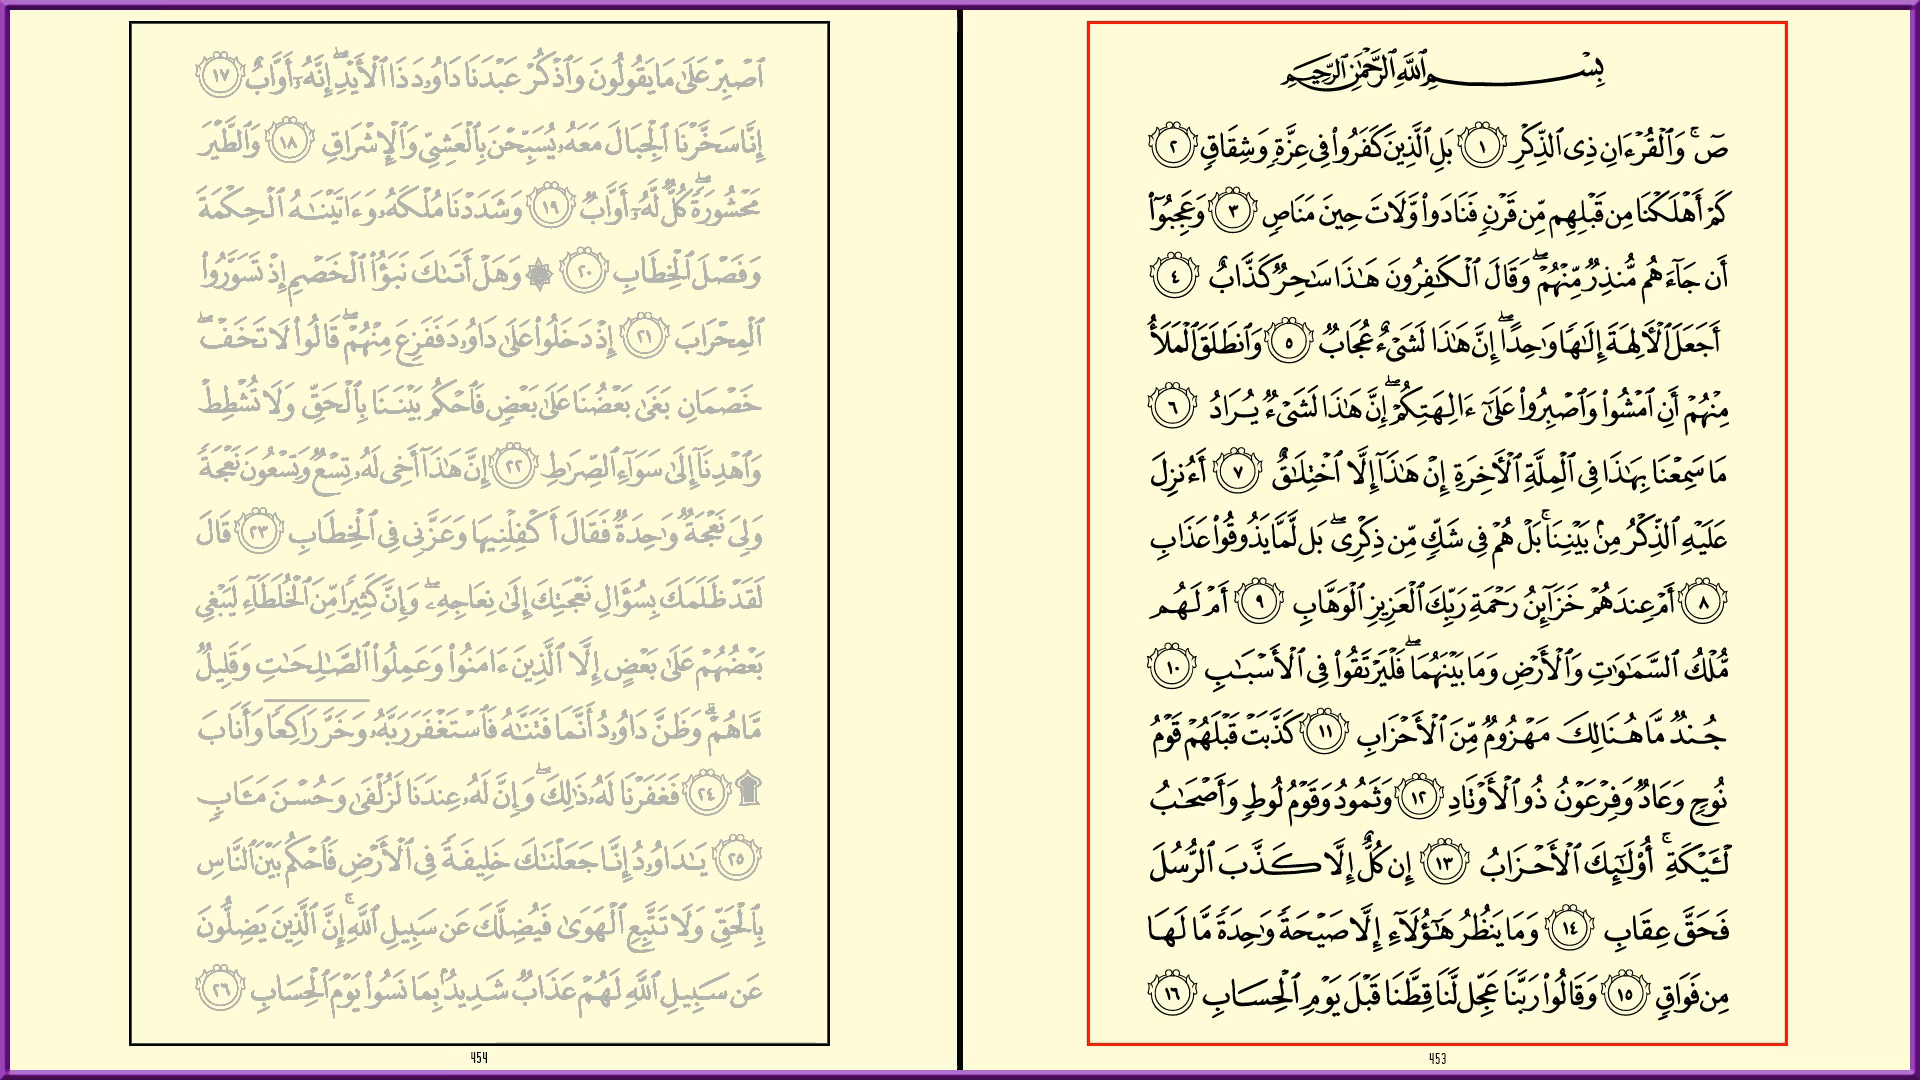 بِسْمِ ٱللَّهِ ٱلرَّحْمَٰنِ ٱلرَّحِيمِ
صٓ ۚ وَٱلْقُرْءَانِ ذِى ٱلذِّكْرِ ١ بَلِ ٱلَّذِينَ كَفَرُوا۟ فِى عِزَّةٍ وَشِقَاقٍ ٢
كَمْ أَهْلَكْنَا مِن قَبْلِهِم مِّن قَرْنٍ فَنَادَوا۟ وَّلَاتَ حِينَ مَنَاصٍ ٣ وَعَجِبُوٓا۟
أَن جَآءَهُم مُّنذِرٌ مِّنْهُمْ ۖ وَقَالَ ٱلْكَٰفِرُونَ هَٰذَا سَٰحِرٌ كَذَّابٌ ٤
أَجَعَلَ ٱلْءَالِهَةَ إِلَٰهًا وَٰحِدًا ۖ إِنَّ هَٰذَا لَشَىْءٌ عُجَابٌ ٥ وَٱنطَلَقَ ٱلْمَلَأُ
مِنْهُمْ أَنِ ٱمْشُوا۟ وَٱصْبِرُوا۟ عَلَىٰٓ ءَالِهَتِكُمْ ۖ إِنَّ هَٰذَا لَشَىْءٌ يُرَادُ ٦
مَا سَمِعْنَا بِهَٰذَا فِى ٱلْمِلَّةِ ٱلْءَاخِرَةِ إِنْ هَٰذَآ إِلَّا ٱخْتِلَٰقٌ ٧ أَءُنزِلَ
عَلَيْهِ ٱلذِّكْرُ مِنۢ بَيْنِنَا ۚ بَلْ هُمْ فِى شَكٍّ مِّن ذِكْرِى ۖ بَل لَّمَّا يَذُوقُوا۟ عَذَابِ
٨ أَمْ عِندَهُمْ خَزَآئِنُ رَحْمَةِ رَبِّكَ ٱلْعَزِيزِ ٱلْوَهَّابِ ٩ أَمْ لَهُم
مُّلْكُ ٱلسَّمَٰوَٰتِ وَٱلْأَرْضِ وَمَا بَيْنَهُمَا ۖ فَلْيَرْتَقُوا۟ فِى ٱلْأَسْبَٰبِ ١٠
جُندٌ مَّا هُنَالِكَ مَهْزُومٌ مِّنَ ٱلْأَحْزَابِ ١١ كَذَّبَتْ قَبْلَهُمْ قَوْمُ
نُوحٍ وَعَادٌ وَفِرْعَوْنُ ذُو ٱلْأَوْتَادِ ١٢ وَثَمُودُ وَقَوْمُ لُوطٍ وَأَصْحَٰبُ
لْـَٔيْكَةِ ۚ أُو۟لَٰٓئِكَ ٱلْأَحْزَابُ ١٣ إِن كُلٌّ إِلَّا كَذَّبَ ٱلرُّسُلَ
فَحَقَّ عِقَابِ ١٤ وَمَا يَنظُرُ هَٰٓؤُلَآءِ إِلَّا صَيْحَةً وَٰحِدَةً مَّا لَهَا
مِن فَوَاقٍ ١٥ وَقَالُوا۟ رَبَّنَا عَجِّل لَّنَا قِطَّنَا قَبْلَ يَوْمِ ٱلْحِسَابِ ١٦
453
ٱصْبِرْ عَلَىٰ مَا يَقُولُونَ وَٱذْكُرْ عَبْدَنَا دَاوُۥدَ ذَا ٱلْأَيْدِ ۖ إِنَّهُۥٓ أَوَّابٌ ١٧
إِنَّا سَخَّرْنَا ٱلْجِبَالَ مَعَهُۥ يُسَبِّحْنَ بِٱلْعَشِىِّ وَٱلْإِشْرَاقِ ١٨ وَٱلطَّيْرَ
مَحْشُورَةً ۖ كُلٌّ لَّهُۥٓ أَوَّابٌ ١٩ وَشَدَدْنَا مُلْكَهُۥ وَءَاتَيْنَٰهُ ٱلْحِكْمَةَ
وَفَصْلَ ٱلْخِطَابِ ٢٠ ۞ وَهَلْ أَتَىٰكَ نَبَؤُا۟ ٱلْخَصْمِ إِذْ تَسَوَّرُوا۟
ٱلْمِحْرَابَ ٢١ إِذْ دَخَلُوا۟ عَلَىٰ دَاوُۥدَ فَفَزِعَ مِنْهُمْ ۖ قَالُوا۟ لَا تَخَفْ ۖ
خَصْمَانِ بَغَىٰ بَعْضُنَا عَلَىٰ بَعْضٍ فَٱحْكُم بَيْنَنَا بِٱلْحَقِّ وَلَا تُشْطِطْ
وَٱهْدِنَآ إِلَىٰ سَوَآءِ ٱلصِّرَٰطِ ٢٢ إِنَّ هَٰذَآ أَخِى لَهُۥ تِسْعٌ وَتِسْعُونَ نَعْجَةً
وَلِىَ نَعْجَةٌ وَٰحِدَةٌ فَقَالَ أَكْفِلْنِيهَا وَعَزَّنِى فِى ٱلْخِطَابِ ٢٣ قَالَ
لَقَدْ ظَلَمَكَ بِسُؤَالِ نَعْجَتِكَ إِلَىٰ نِعَاجِهِۦ ۖ وَإِنَّ كَثِيرًا مِّنَ ٱلْخُلَطَآءِ لَيَبْغِى
بَعْضُهُمْ عَلَىٰ بَعْضٍ إِلَّا ٱلَّذِينَ ءَامَنُوا۟ وَعَمِلُوا۟ ٱلصَّٰلِحَٰتِ وَقَلِيلٌ
مَّا هُمْ ۗ وَظَنَّ دَاوُۥدُ أَنَّمَا فَتَنَّٰهُ فَٱسْتَغْفَرَ رَبَّهُۥ وَخَرَّ رَاكِعًا وَأَنَابَ
۩ ٢٤ فَغَفَرْنَا لَهُۥ ذَٰلِكَ ۖ وَإِنَّ لَهُۥ عِندَنَا لَزُلْفَىٰ وَحُسْنَ مَـَٔابٍ
٢٥ يَٰدَاوُۥدُ إِنَّا جَعَلْنَٰكَ خَلِيفَةً فِى ٱلْأَرْضِ فَٱحْكُم بَيْنَ ٱلنَّاسِ
بِٱلْحَقِّ وَلَا تَتَّبِعِ ٱلْهَوَىٰ فَيُضِلَّكَ عَن سَبِيلِ ٱللَّهِ ۚ إِنَّ ٱلَّذِينَ يَضِلُّونَ
عَن سَبِيلِ ٱللَّهِ لَهُمْ عَذَابٌ شَدِيدٌۢ بِمَا نَسُوا۟ يَوْمَ ٱلْحِسَابِ ٢٦
454